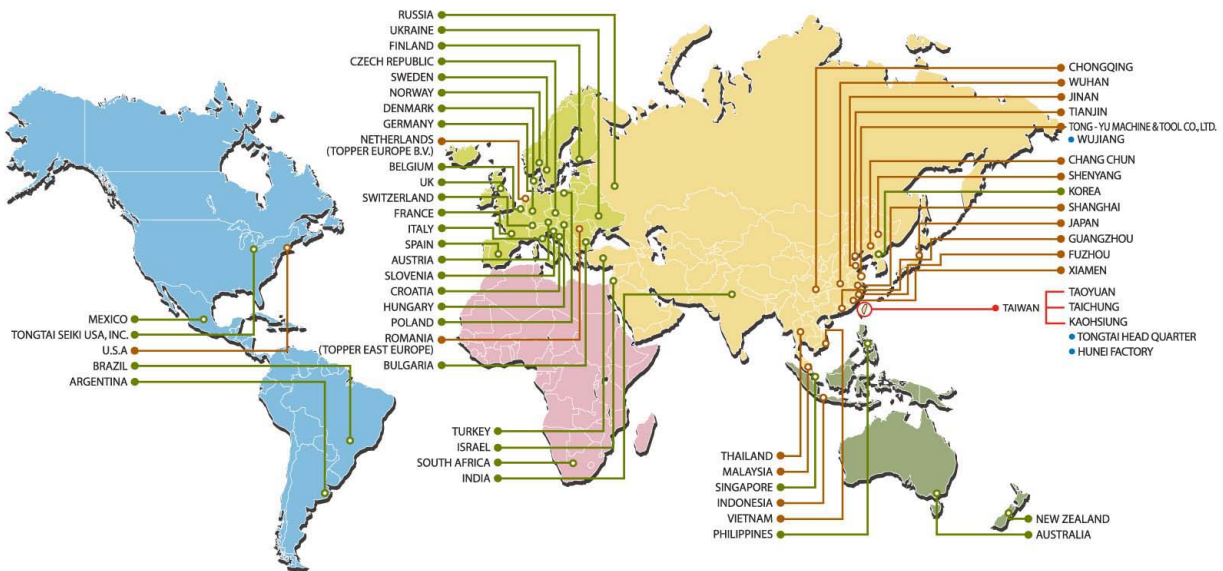 RUSSIA
UKRAINE
FINLAND
CZECH REPUBLIC
SWEDEN
NORWAY
DENMARK
GERMANY
NETHERLANDS
(TOPPER EUROPE B.V.)
BELGIUM
UK
SWITZERLAND
FRANCE
ITALY
SPAIN
AUSTRIA
SLOVENIA
CROATIA
HUNGARY
POLAND
ROMANIA
(TOPPER EAST EUROPE)
BULGARIA
MEXICO
TONGTAI SEIKI USA, INC.
U.S.A
BRAZIL
ARGENTINA
TURKEY
ISRAEL
SOUTH AFRICA
INDIA
CHONGQING
WUHAN
JINAN
TIANJIN
TONG - YU MACHINE & TOOL CO., LTD.
WUJIANG
CHANG CHUN
SHENYANG
KOREA
SHANGHAI
JAPAN
GUANGZHOU
FUZHOU
XIAMEN
TAIWAN
TAOYUAN
TAICHUNG
KAOHSIUNG
TONGTAI HEAD QUARTER
HUNEI FACTORY
THAILAND
MALAYSIA
SINGAPORE
INDONESIA
VIETNAM
PHILIPPINES
NEW ZEALAND
AUSTRALIA